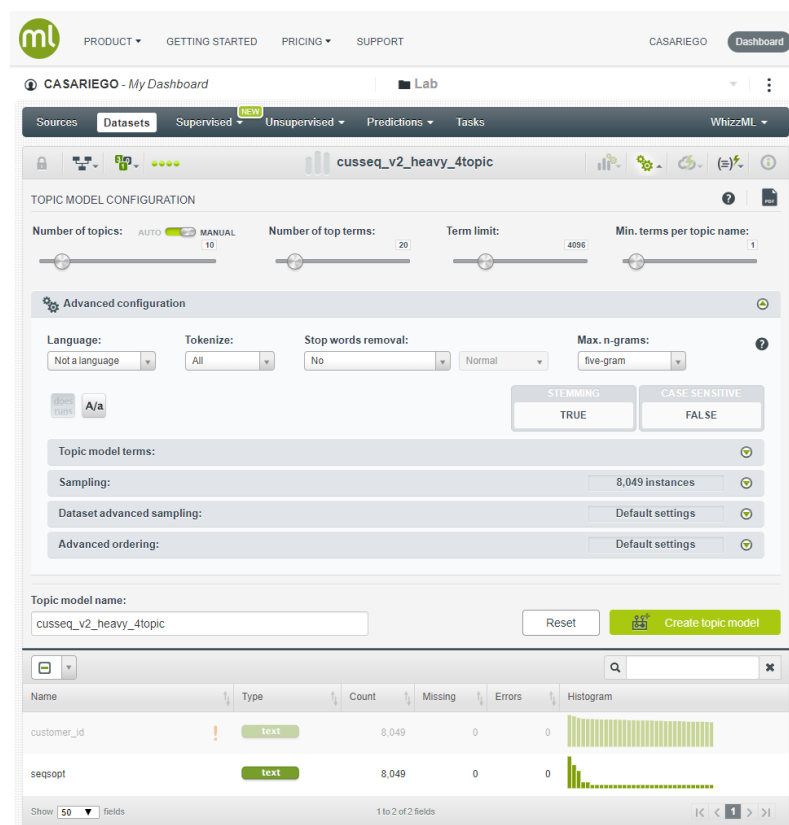 ml PRODUCT GETTING STARTED PRICING SUPPORT CASARIEGO Dashboard
CASARIEGO - My Dashboard Lab
NEW
Sources Datasets Supervised Unsupervised Predictions Tasks WhizzML
cusseq_v2_heavy_4topic
TOPIC MODEL CONFIGURATION PDF
Number of topics: AUTO MANUAL Number of top terms: Term limit: Min. terms per topic name:
10 20 4096 1
Advanced configuration
Language: Tokenize: Stop words removal: Max. n-grams:
Not a language All No Normal five-gram
STEMMING CASE SENSITIVE
does
runs
A/a TRUE FALSE
Topic model terms:
Sampling: 8,049 instances
Dataset advanced sampling: Default settings
Advanced ordering: Default settings
Topic model name:
cusseq_v2_heavy_4topic Reset Create topic model
Name Type Count Missing Errors Histogram
customer_id ! text 8,049 0 0
seqsopt text 8,049 0 0
Show 50 fields 1 to 2 of 2 fields 1